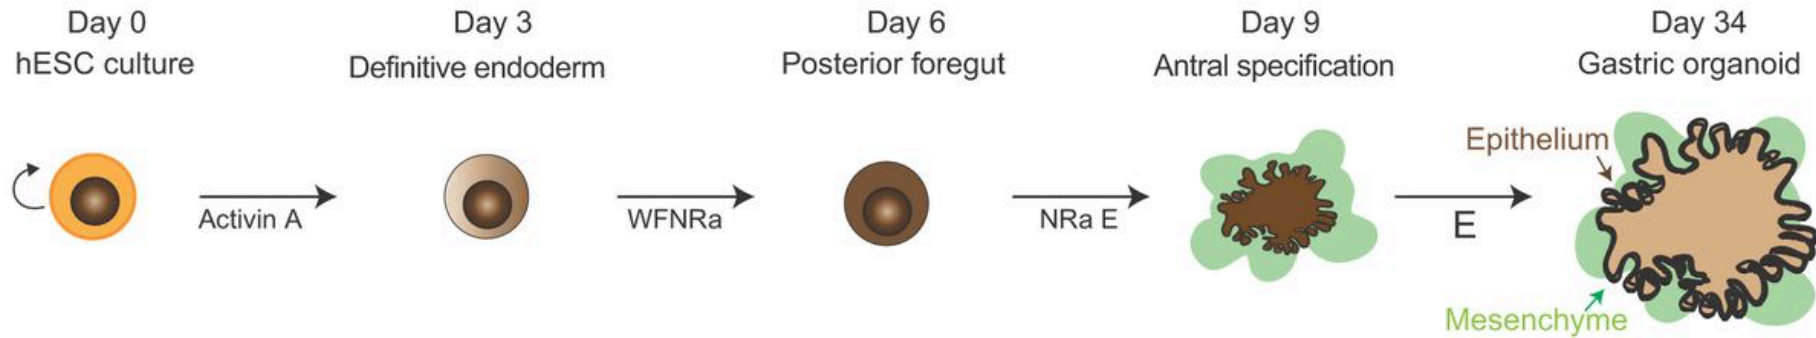 Day 0
hESC culture
Day 3
Definitive endoderm
Day 6
Posterior foregut
Day 9
Antral specification
Day 34
Gastric organoid
Activin A
WFNRa
NRa E
E
Epithelium
Mesenchyme